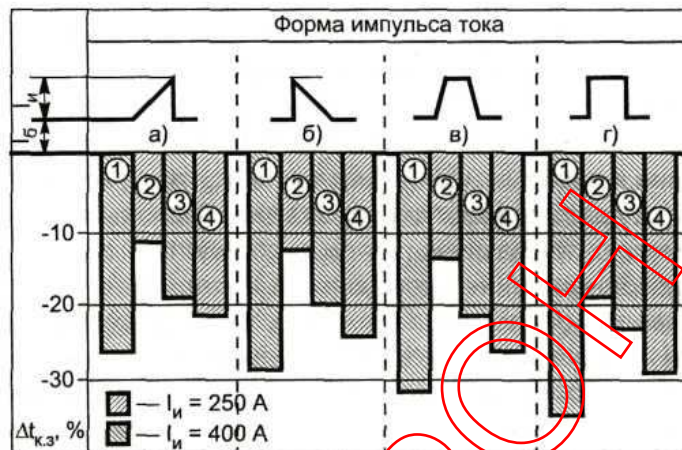 Форма импульса тока
Iи
Iб
а) б) в) г)
1 2 3 4 1 2 3 4 1 2 3 4 1 2 3 4
-10
-20
-30
Δtк.з, %
— Iи = 250 А
— Iи = 400 А